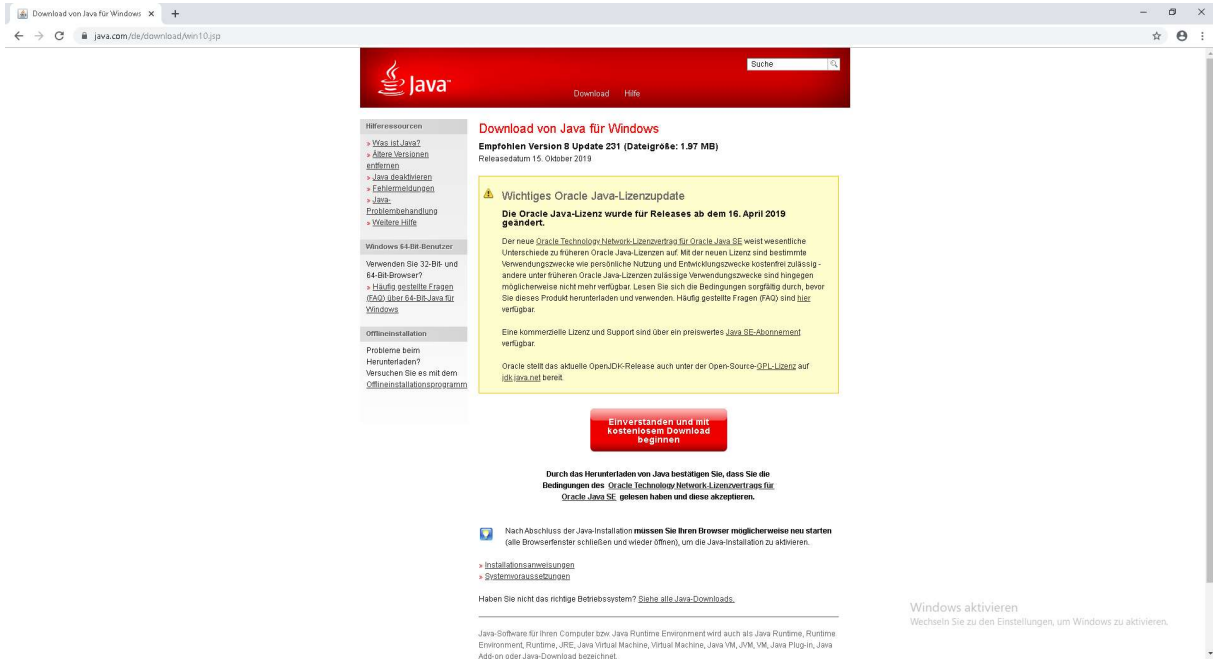 Download von Java für Windows
java.com/de/download/win10.jsp
Java
Suche
Download Hilfe
Hilferessourcen
» Was ist Java?
» Ältere Versionen
entfernen
» Java deaktivieren
» Fehlermeldungen
» Java-
Problembehandlung
» Weitere Hilfe
Windows 64-Bit-Benutzer
Verwenden Sie 32-Bit- und
64-Bit-Browser?
» Häufig gestellte Fragen
(FAQ) über 64-Bit-Java für
Windows
Offlineinstallation
Probleme beim
Herunterladen?
Versuchen Sie es mit dem
Offlineinstallationsprogramm
Download von Java für Windows
Empfohlen Version 8 Update 231 (Dateigröße: 1.97 MB)
Releasedatum 15. Oktober 2019
Wichtiges Oracle Java-Lizenzupdate
Die Oracle Java-Lizenz wurde für Releases ab dem 16. April 2019
geändert.
Der neue Oracle Technology Network-Lizenzvertrag für Oracle Java SE weist wesentliche
Unterschiede zu früheren Oracle Java-Lizenzen auf. Mit der neuen Lizenz sind bestimmte
Verwendungszwecke wie persönliche Nutzung und Entwicklungszwecke kostenfrei zulässig -
andere unter früheren Oracle Java-Lizenzen zulässige Verwendungszwecke sind hingegen
möglicherweise nicht mehr verfügbar. Lesen Sie sich die Bedingungen sorgfältig durch, bevor
Sie dieses Produkt herunterladen und verwenden. Häufig gestellte Fragen (FAQ) sind hier
verfügbar.
Eine kommerzielle Lizenz und Support sind über ein preiswertes Java SE-Abonnement
verfügbar.
Oracle stellt das aktuelle OpenJDK-Release auch unter der Open-Source-GPL-Lizenz auf
jdk.java.net bereit.
Einverstanden und mit
kostenlosem Download
beginnen
Durch das Herunterladen von Java bestätigen Sie, dass Sie die
Bedingungen des Oracle Technology Network-Lizenzvertrags für
Oracle Java SE gelesen haben und diese akzeptieren.
Nach Abschluss der Java-Installation müssen Sie Ihren Browser möglicherweise neu starten
(alle Browserfenster schließen und wieder öffnen), um die Java-Installation zu aktivieren.
» Installationsanweisungen
» Systemvoraussetzungen
Haben Sie nicht das richtige Betriebssystem? Siehe alle Java-Downloads.
Java-Software für Ihren Computer bzw. Java Runtime Environment wird auch als Java Runtime, Runtime
Environment, Runtime, JRE, Java Virtual Machine, Virtual Machine, Java VM, JVM, VM, Java Plug-in, Java
Add-on oder Java-Download bezeichnet.
Windows aktivieren
Wechseln Sie zu den Einstellungen, um Windows zu aktivieren.